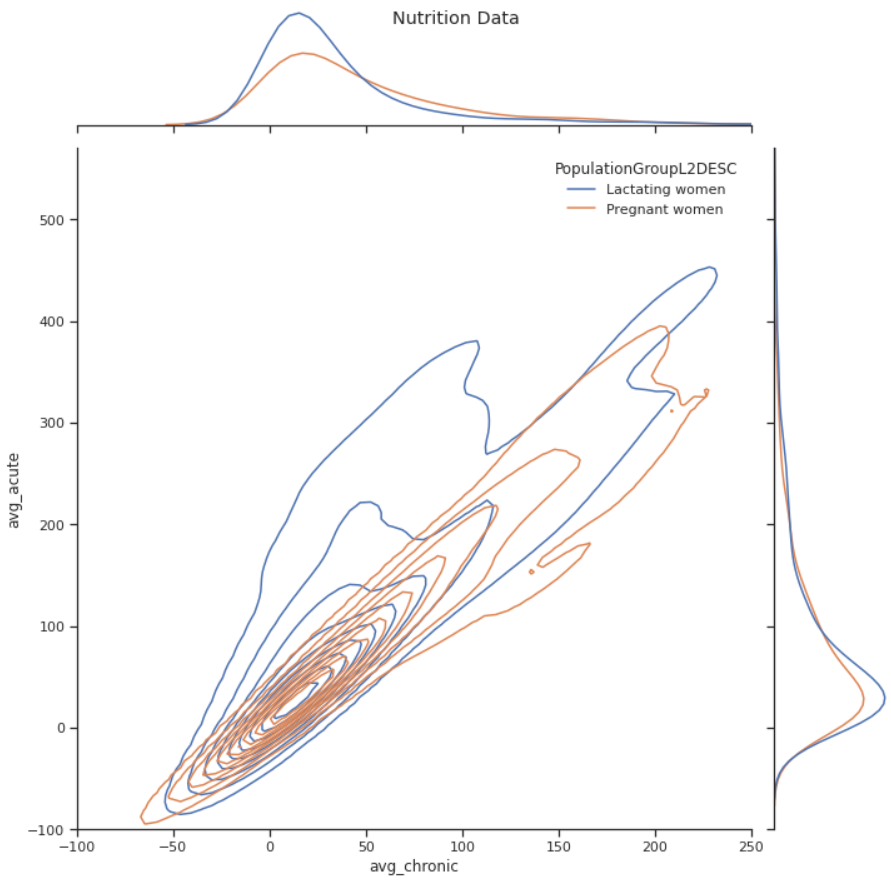 Nutrition Data
PopulationGroupL2DESC
Lactating women
Pregnant women
avg_acute
500
400
300
200
100
0
−100
−100 −50 0 50 100 150 200 250
avg_chronic